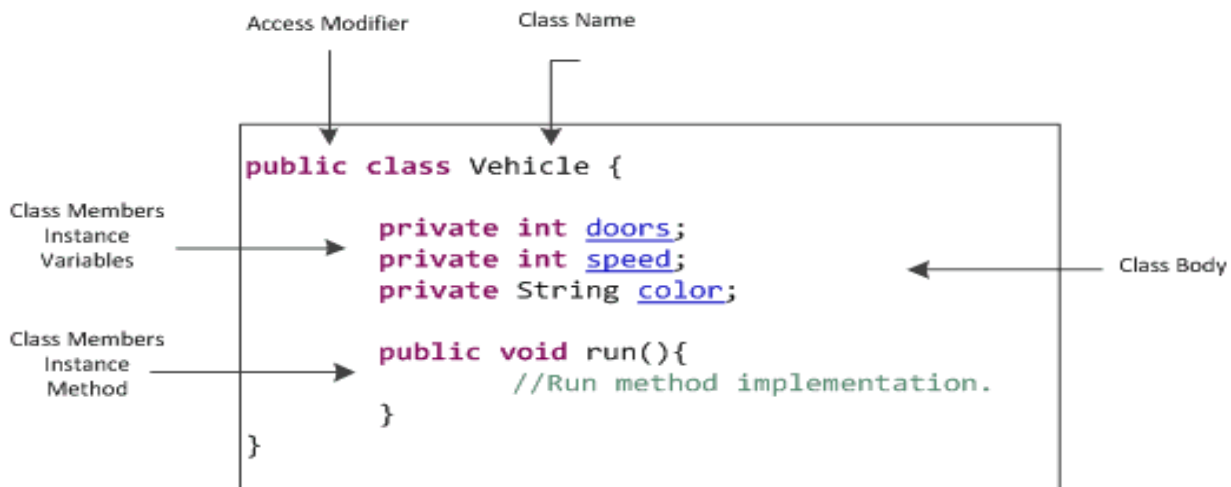 Access Modifier
Class Name
public class Vehicle {
Class Members
Instance
Variables
private int doors;
private int speed;
private String color;
Class Body
Class Members
Instance
Method
public void run(){
//Run method implementation.
}
}